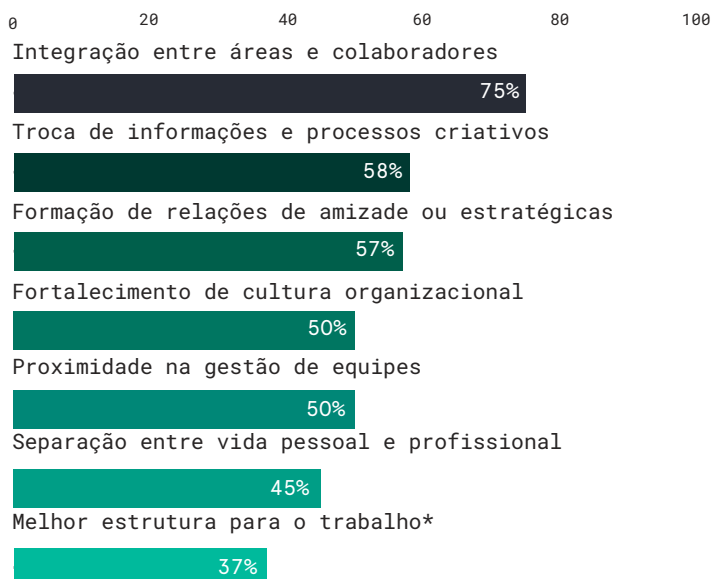 0 20 40 60 80 100
Integração entre áreas e colaboradores
75%
Troca de informações e processos criativos
58%
Formação de relações de amizade ou estratégicas
57%
Fortalecimento de cultura organizacional
50%
Proximidade na gestão de equipes
50%
Separação entre vida pessoal e profissional
45%
Melhor estrutura para o trabalho*
37%